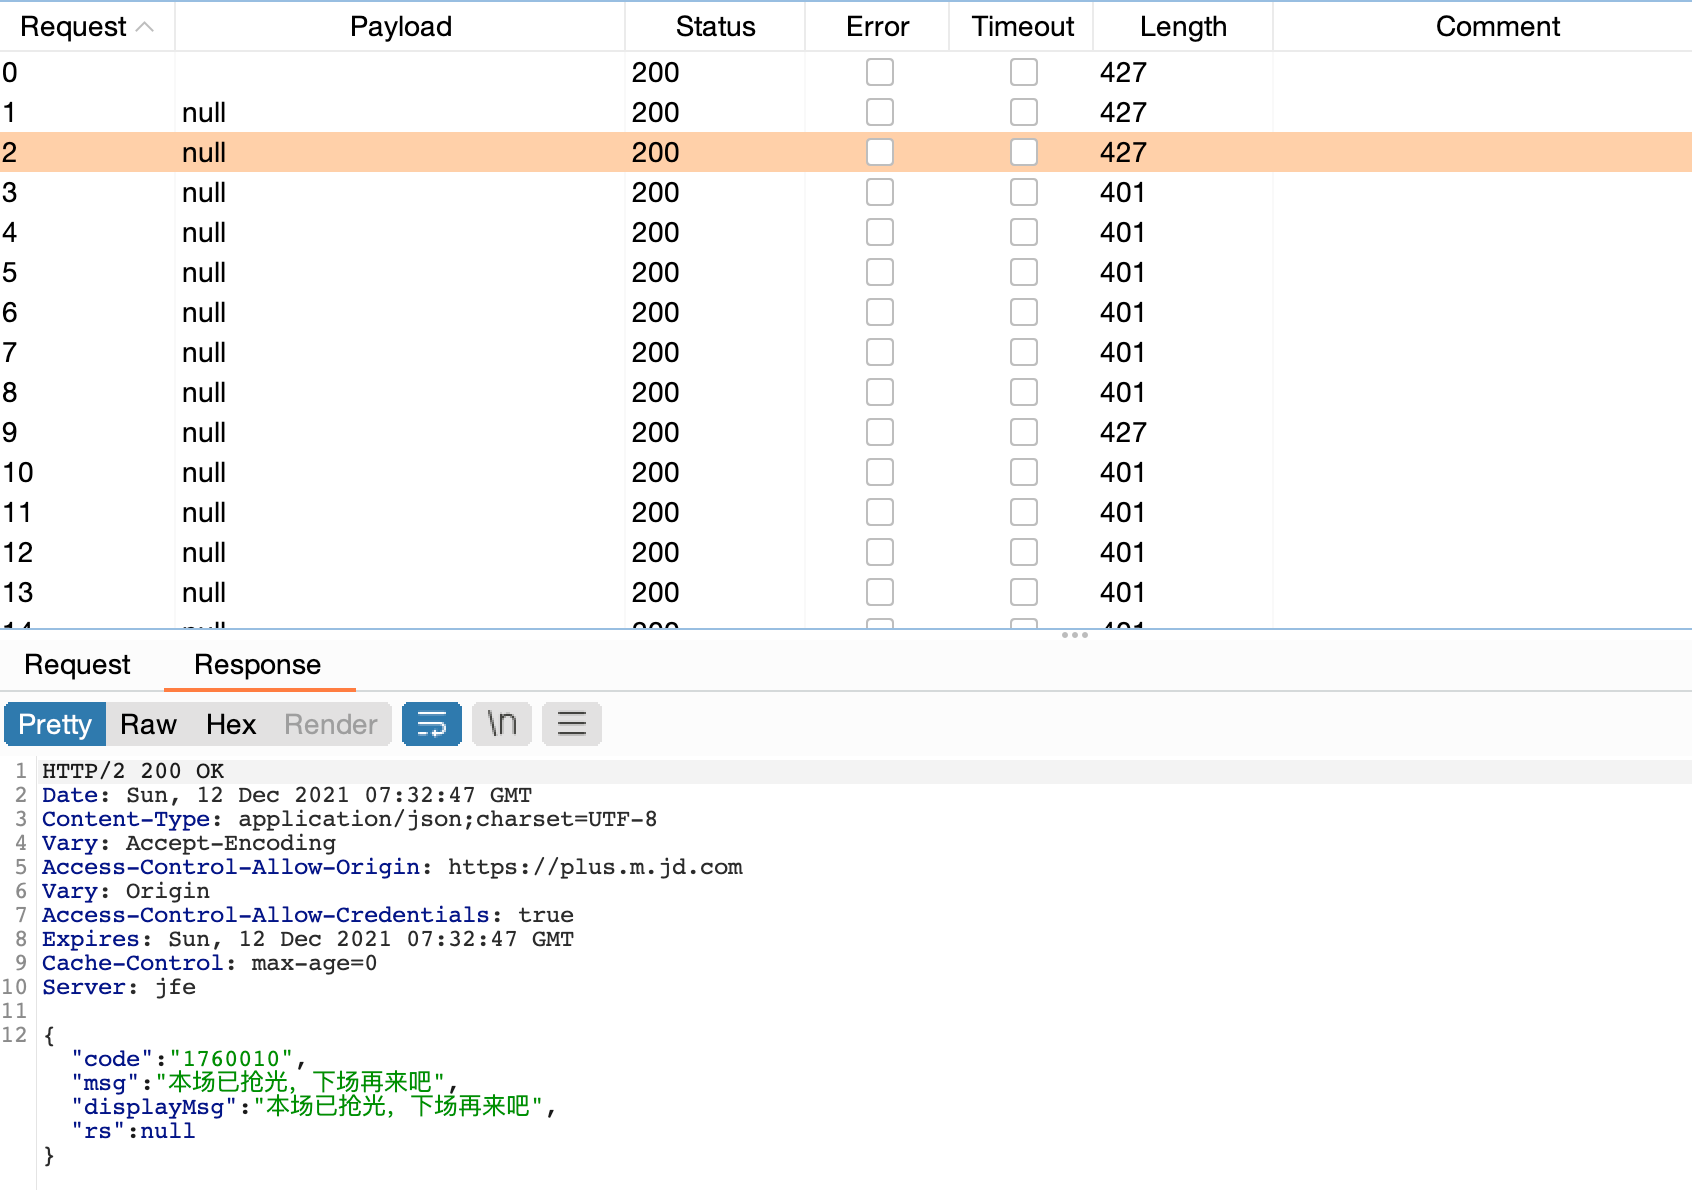 Request Payload Status Error Timeout Length Comment
0 200 427
1 null 200 427
2 null 200 427
3 null 200 401
4 null 200 401
5 null 200 401
6 null 200 401
7 null 200 401
8 null 200 401
9 null 200 427
10 null 200 401
11 null 200 401
12 null 200 401
13 null 200 401
14 null 200 401
Request Response
Pretty Raw Hex Render \n
1 HTTP/2 200 OK
2 Date: Sun, 12 Dec 2021 07:32:47 GMT
3 Content-Type: application/json;charset=UTF-8
4 Vary: Accept-Encoding
5 Access-Control-Allow-Origin: https://plus.m.jd.com
6 Vary: Origin
7 Access-Control-Allow-Credentials: true
8 Expires: Sun, 12 Dec 2021 07:32:47 GMT
9 Cache-Control: max-age=0
10 Server: jfe
11
12 {
"code":"1760010",
"msg":"本场已抢光，下场再来吧",
"displayMsg":"本场已抢光，下场再来吧",
"rs":null
}